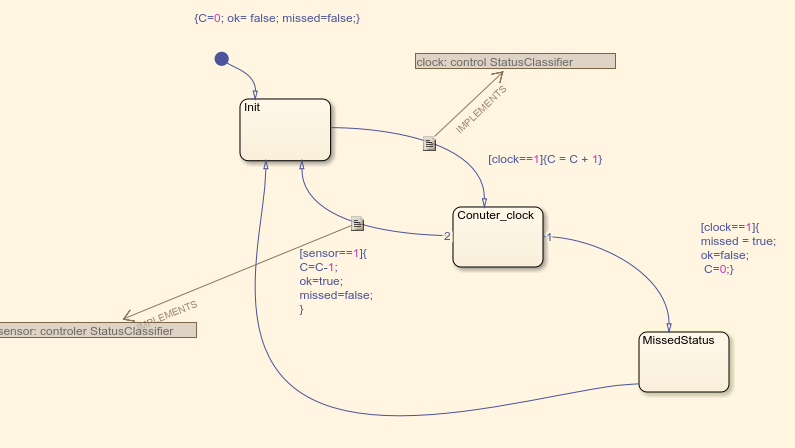 {C=0; ok= false; missed=false;}
clock: control StatusClassifier
Init
IMPLEMENTS
[clock==1]{C = C + 1}
Conuter_clock
2
1
[clock==1]{
missed = true;
ok=false;
C=0;}
[sensor==1]{
C=C-1;
ok=true;
missed=false;
}
IMPLEMENTS
sensor: controler StatusClassifier
MissedStatus